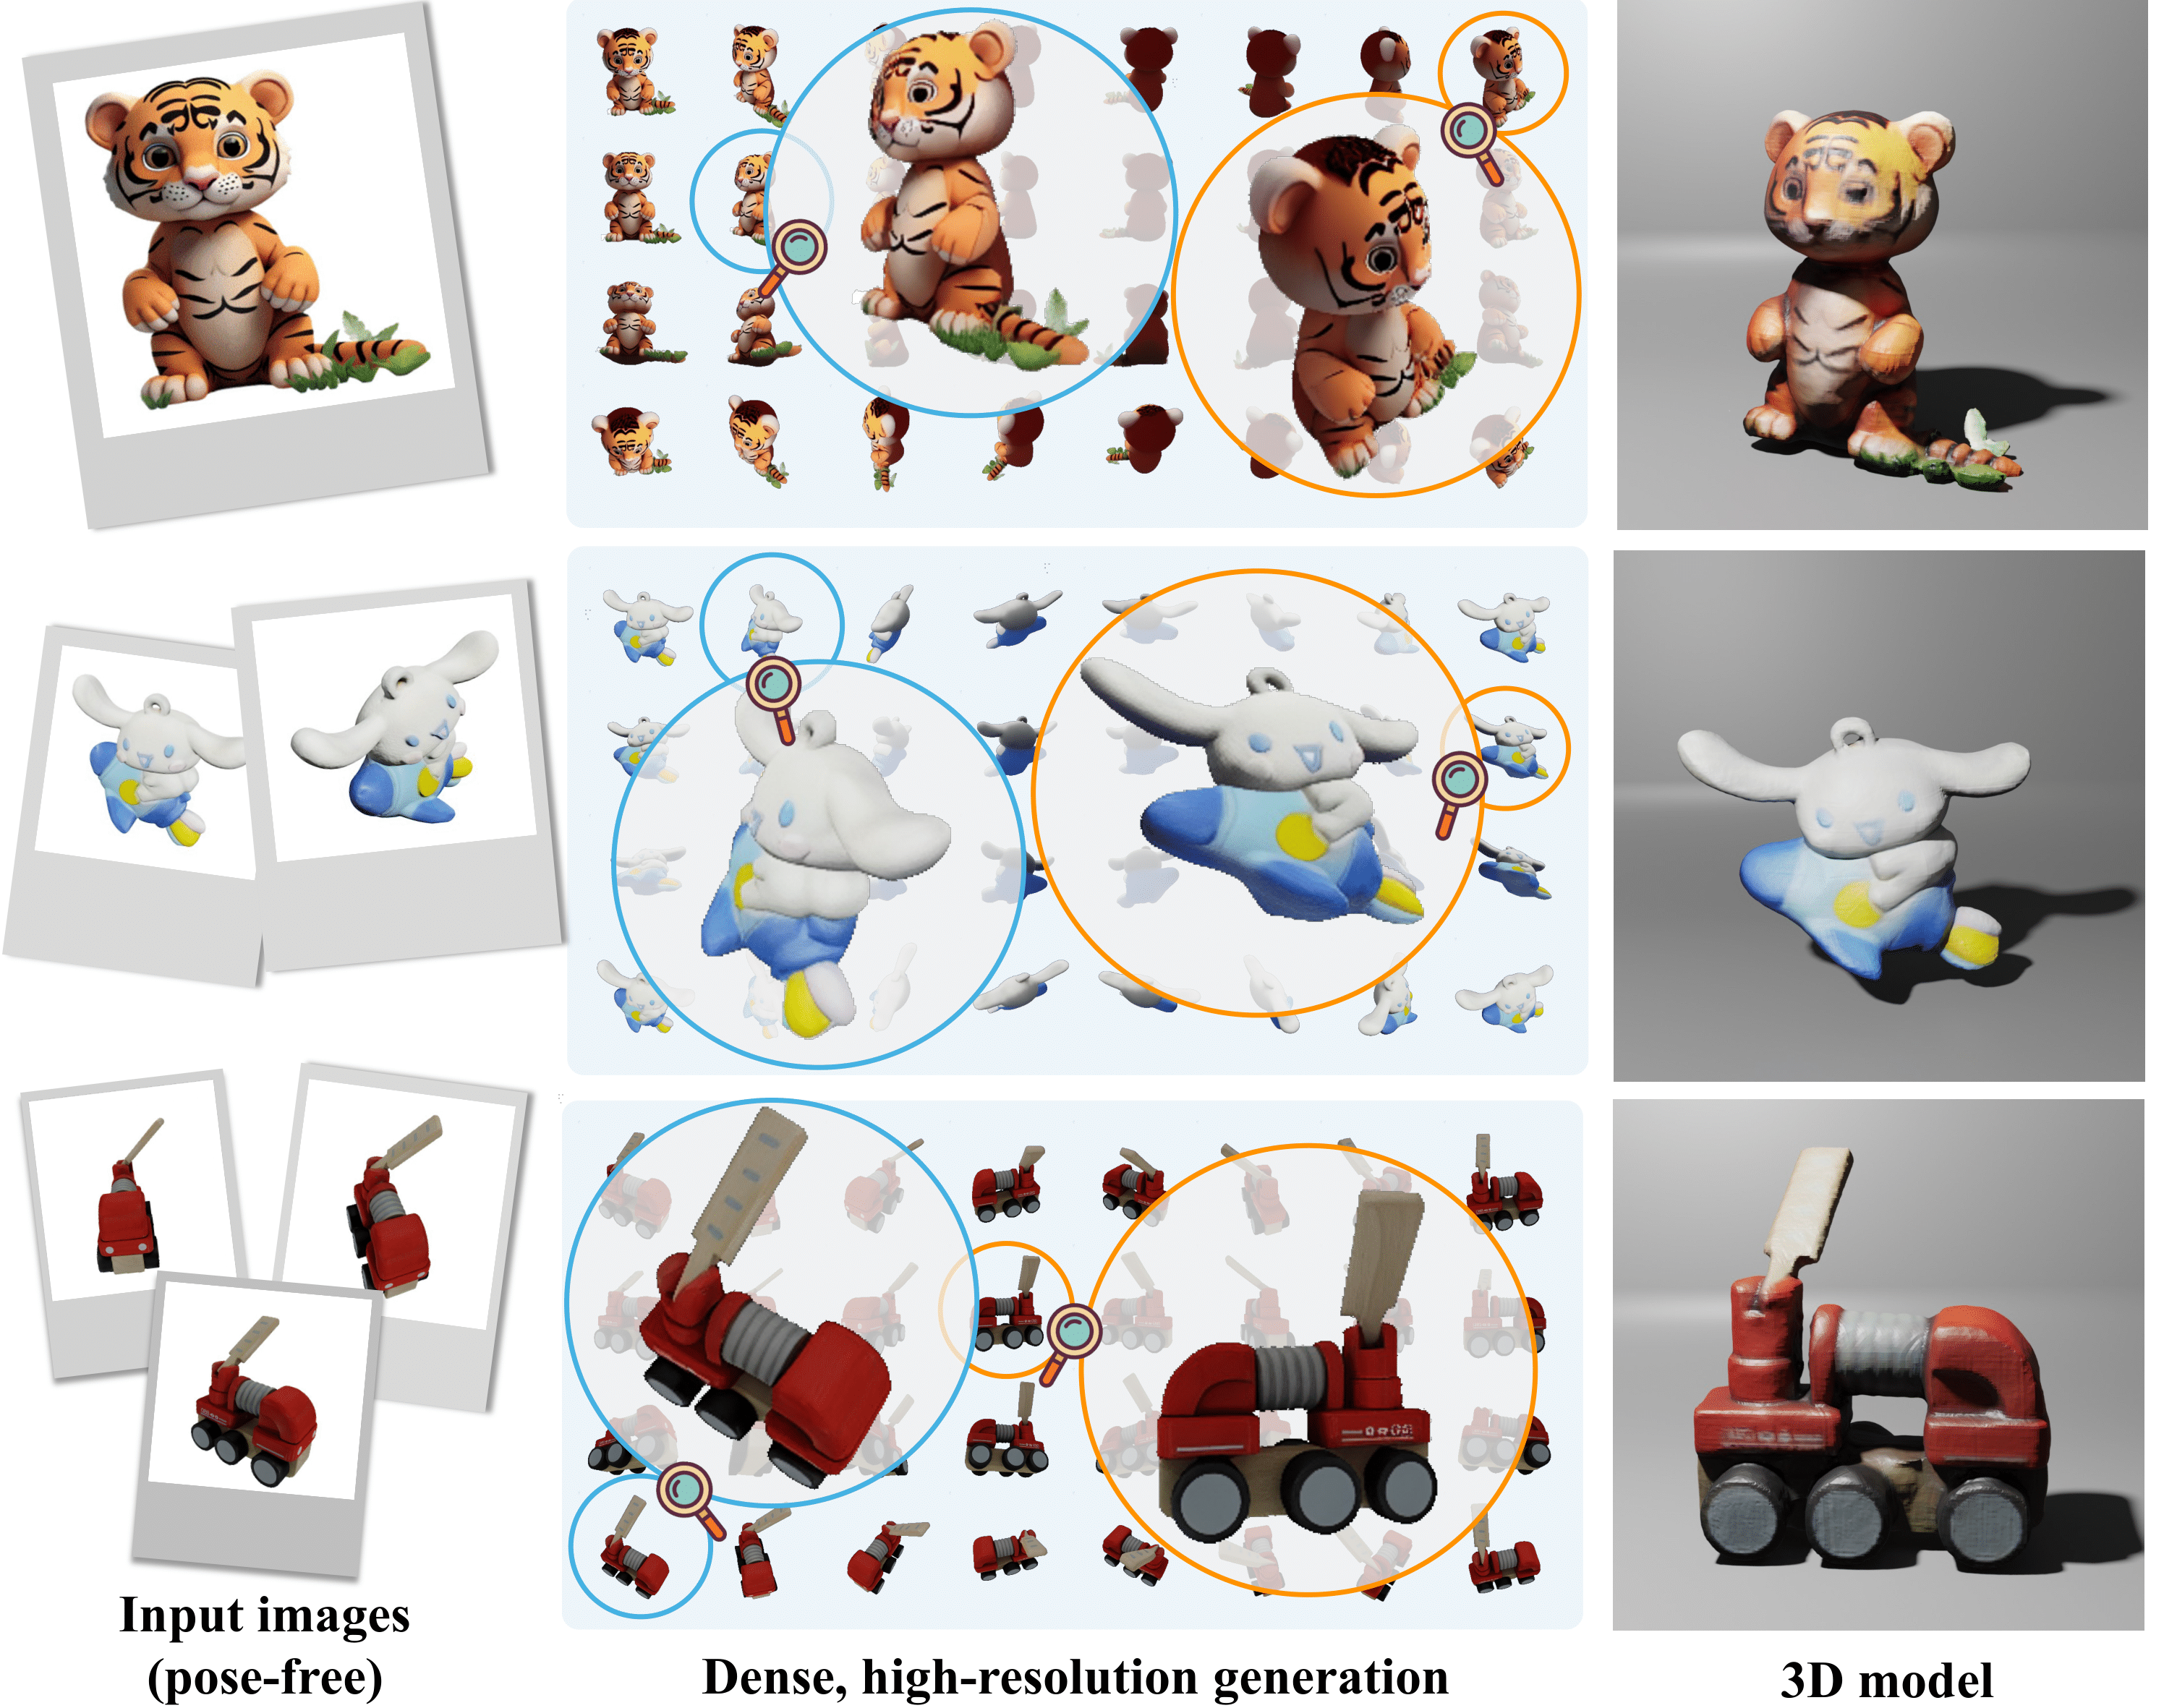 Input images
(pose-free)
Dense, high-resolution generation
3D model